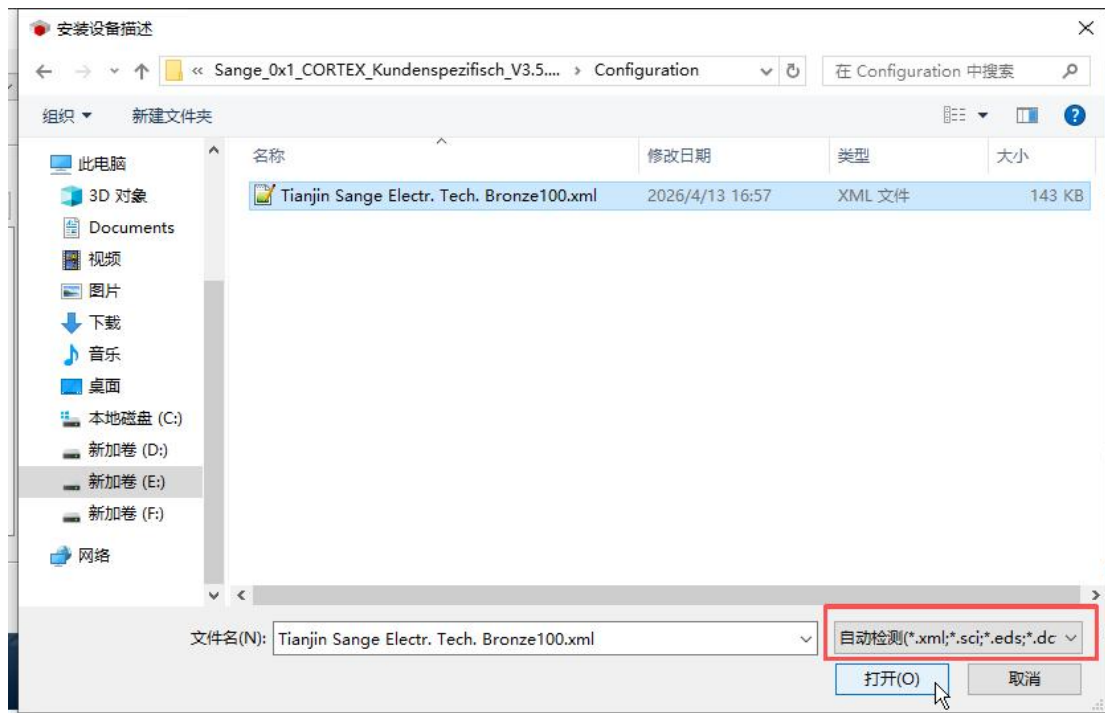 安装设备描述
« Sange_0x1_CORTEX_Kundenspezifisch_V3.5.... › Configuration
在 Configuration 中搜索
组织 新建文件夹
名称 修改日期 类型 大小
Tianjin Sange Electr. Tech. Bronze100.xml 2026/4/13 16:57 XML 文件 143 KB
此电脑
3D 对象
Documents
视频
图片
下载
音乐
桌面
本地磁盘 (C:)
新加卷 (D:)
新加卷 (E:)
新加卷 (F:)
网络
文件名(N): Tianjin Sange Electr. Tech. Bronze100.xml 自动检测(*.xml;*.sci;*.eds;*.dc
打开(O) 取消